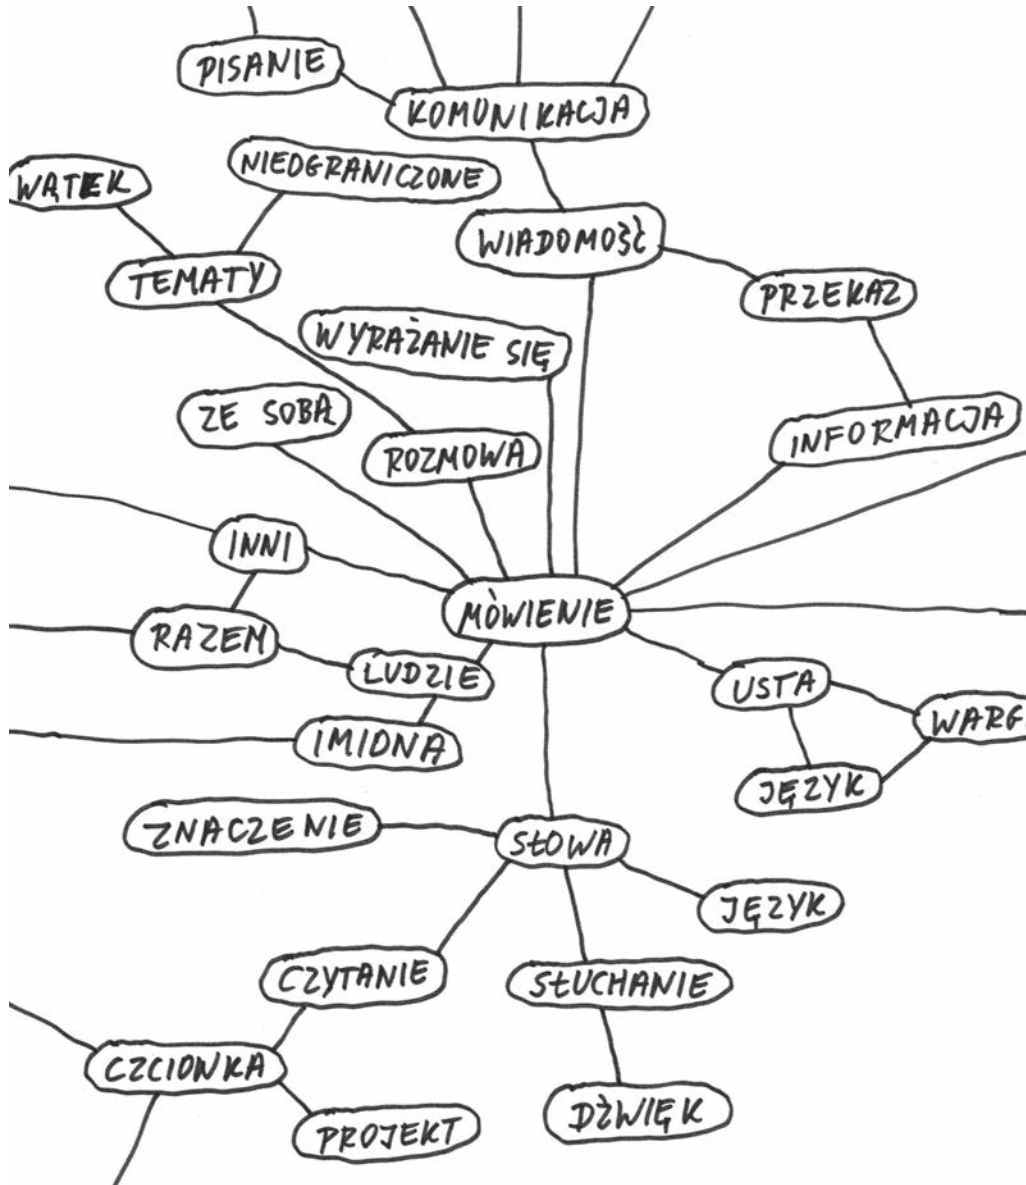 PISANIE
KOMUNIKACJA
NIEOGRANICZONE
WĄTEK
WIADOMOŚĆ
TEMATY
PRZEKAZ
WYRAŻANIE SIĘ
ZE SOBĄ
INFORMACJA
ROZMOWA
INNI
MÓWIENIE
RAZEM
LUDZIE
USTA
WARG
IMIONA
JĘZYK
ZNACZENIE
SŁOWA
JĘZYK
CZYTANIE
SŁUCHANIE
CZCIONKA
DŹWIĘK
PROJEKT